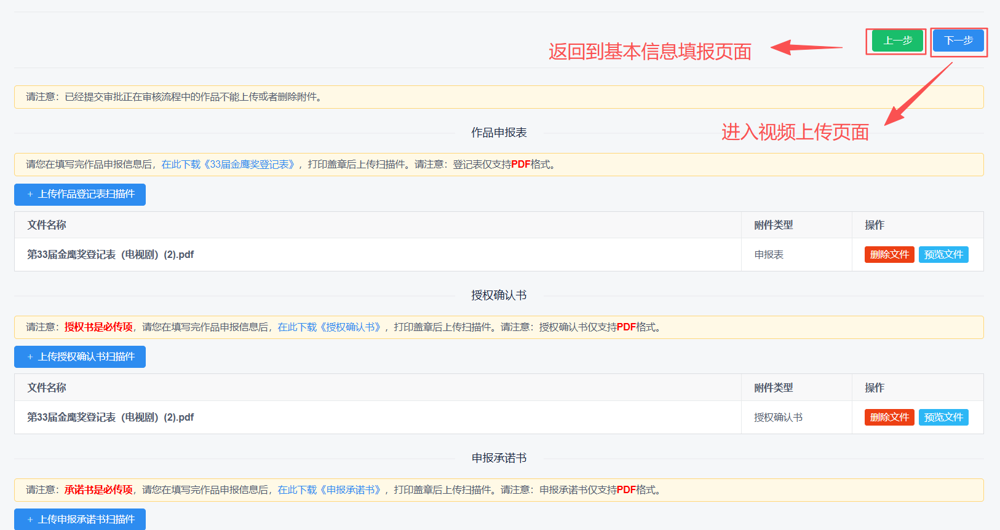 上一步 下一步
返回到基本信息填报页面
请注意：已经提交审批正在审核流程中的作品不能上传或者删除附件。
进入视频上传页面
作品申报表
请您在填写完作品申报信息后，在此下载《33届金鹰奖登记表》，打印盖章后上传扫描件。请注意：登记表仅支持PDF格式。
+ 上传作品登记表扫描件
文件名称 附件类型 操作
第33届金鹰奖登记表（电视剧）(2).pdf 申报表 删除文件 预览文件
授权确认书
请注意：授权书是必传项，请您在填写完作品申报信息后，在此下载《授权确认书》，打印盖章后上传扫描件。请注意：授权确认书仅支持PDF格式。
+ 上传授权确认书扫描件
文件名称 附件类型 操作
第33届金鹰奖登记表（电视剧）(2).pdf 授权确认书 删除文件 预览文件
申报承诺书
请注意：承诺书是必传项，请您在填写完作品申报信息后，在此下载《申报承诺书》，打印盖章后上传扫描件。请注意：申报承诺书仅支持PDF格式。
+ 上传申报承诺书扫描件